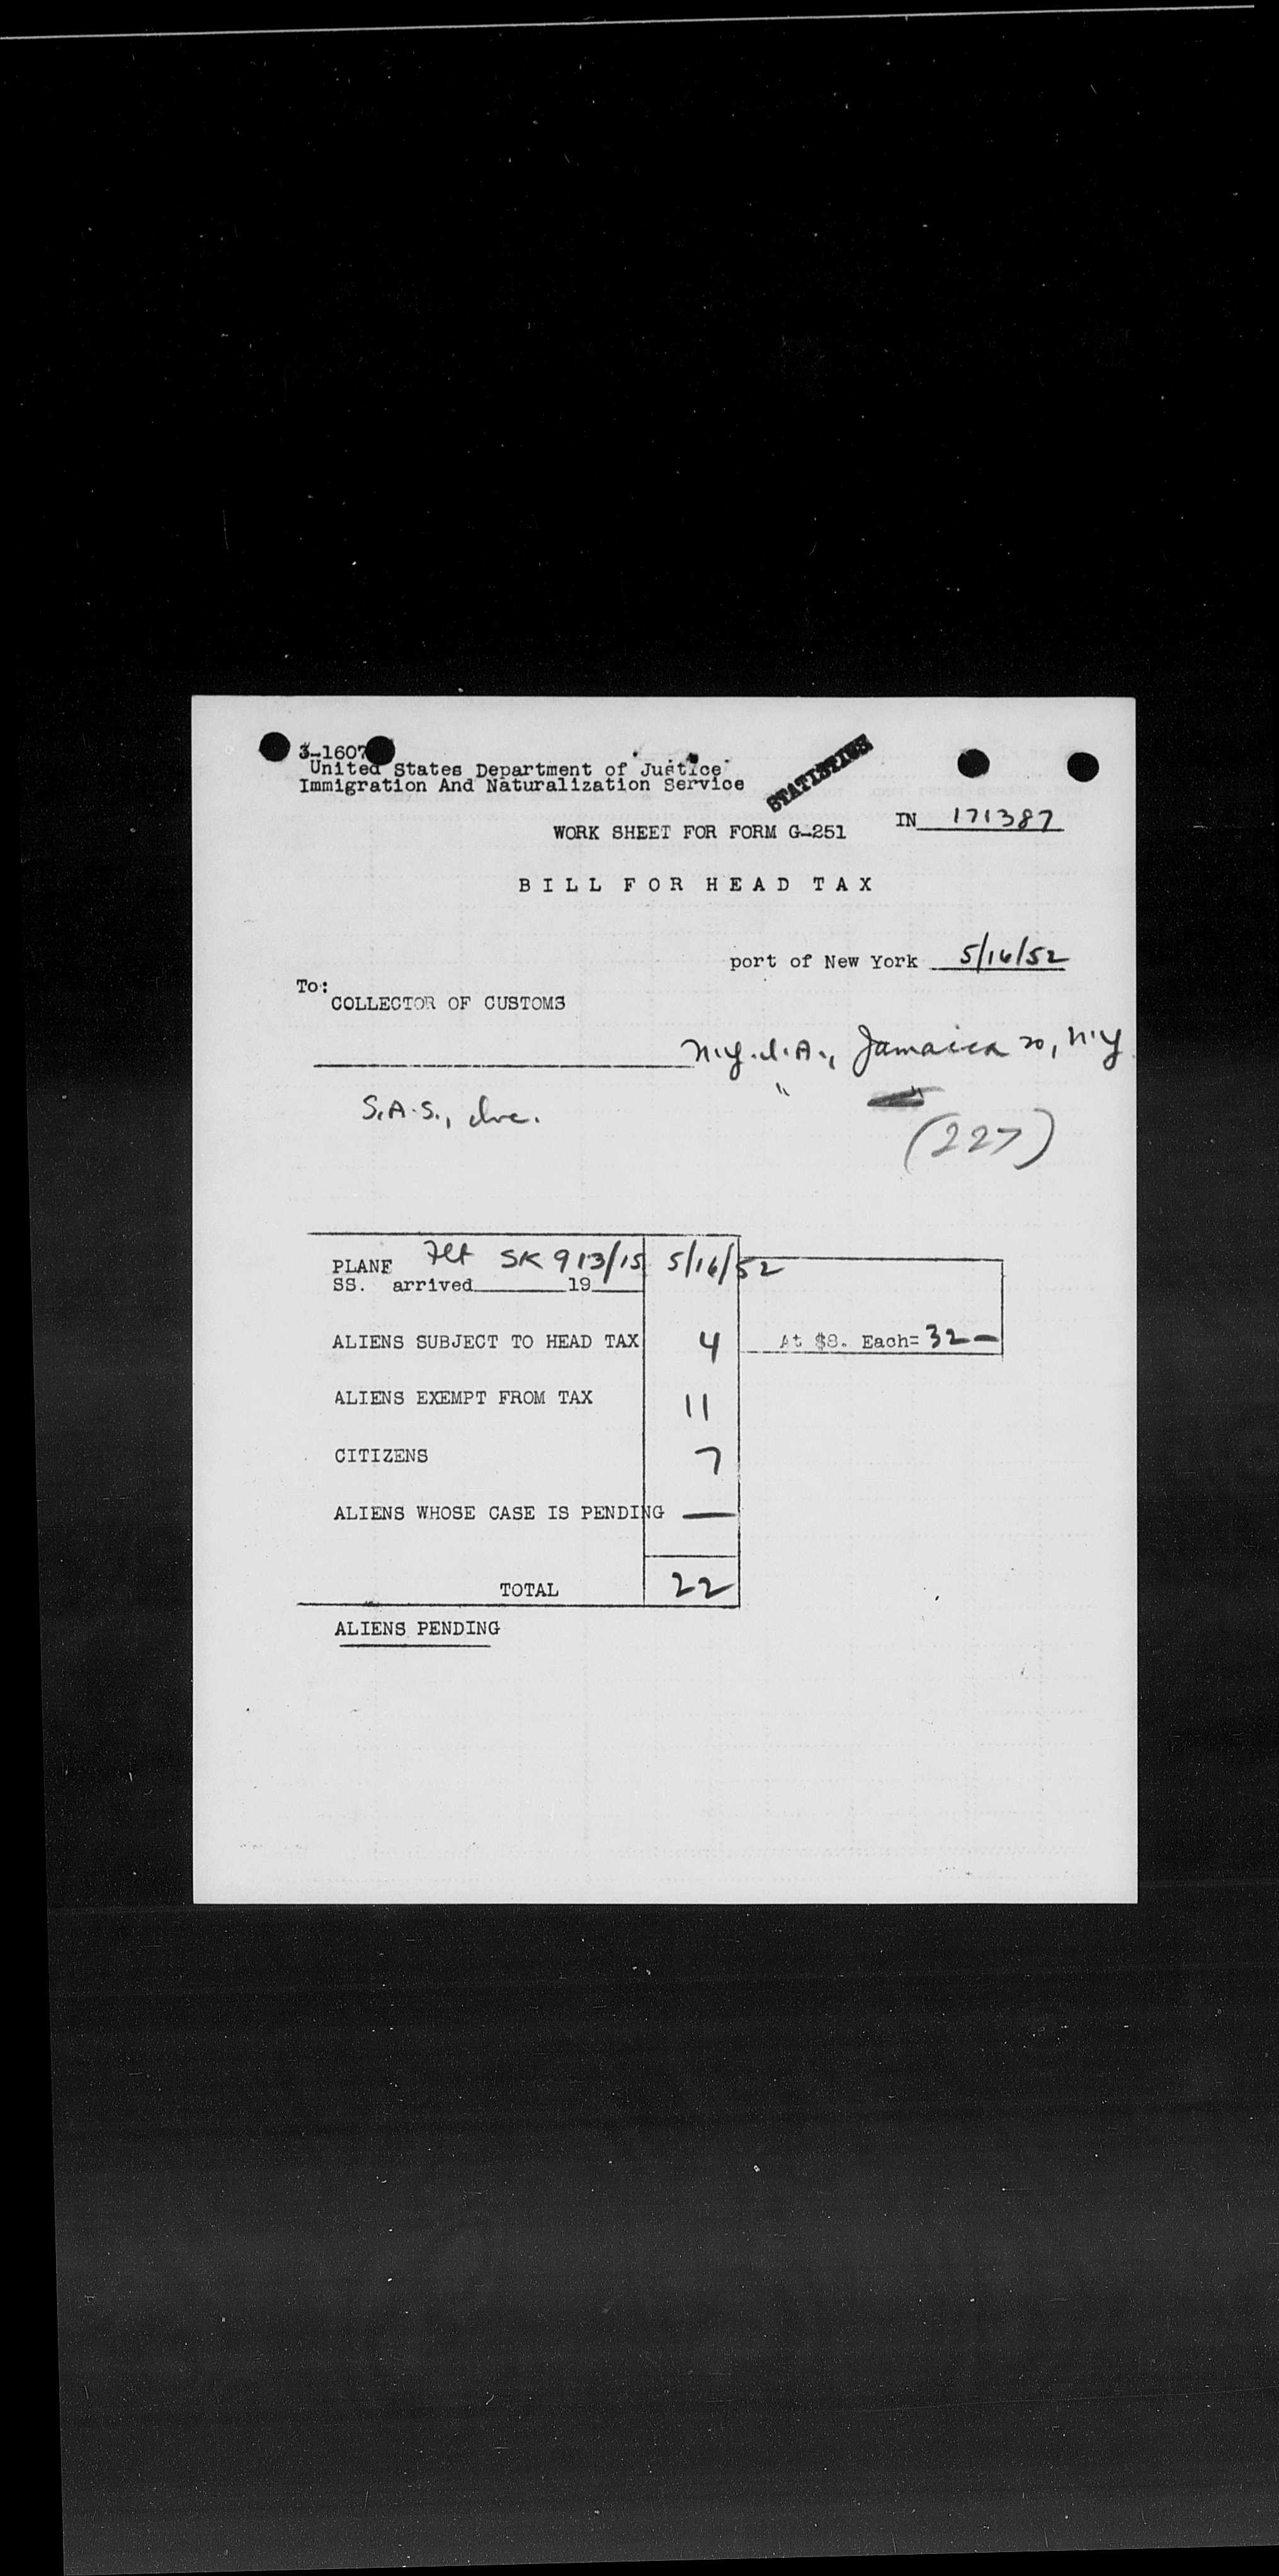 3-1607
United States Department of Justice
Immigration And Naturalization Service
STATISTICS
IN 171387
WORK SHEET FOR FORM G-251
BILL FOR HEAD TAX
port of New York 5/16/52
To:
COLLECTOR OF CUSTOMS
N.Y.I.A., Jamaica 20, N.Y
" "
S.A.S., Inc.
(227)
PLANE Flt SK 913/15 5/16/52
SS. arrived 19
ALIENS SUBJECT TO HEAD TAX 4 At $8. Each= 32 —
ALIENS EXEMPT FROM TAX 11
CITIZENS 7
ALIENS WHOSE CASE IS PENDING —
TOTAL 22
ALIENS PENDING